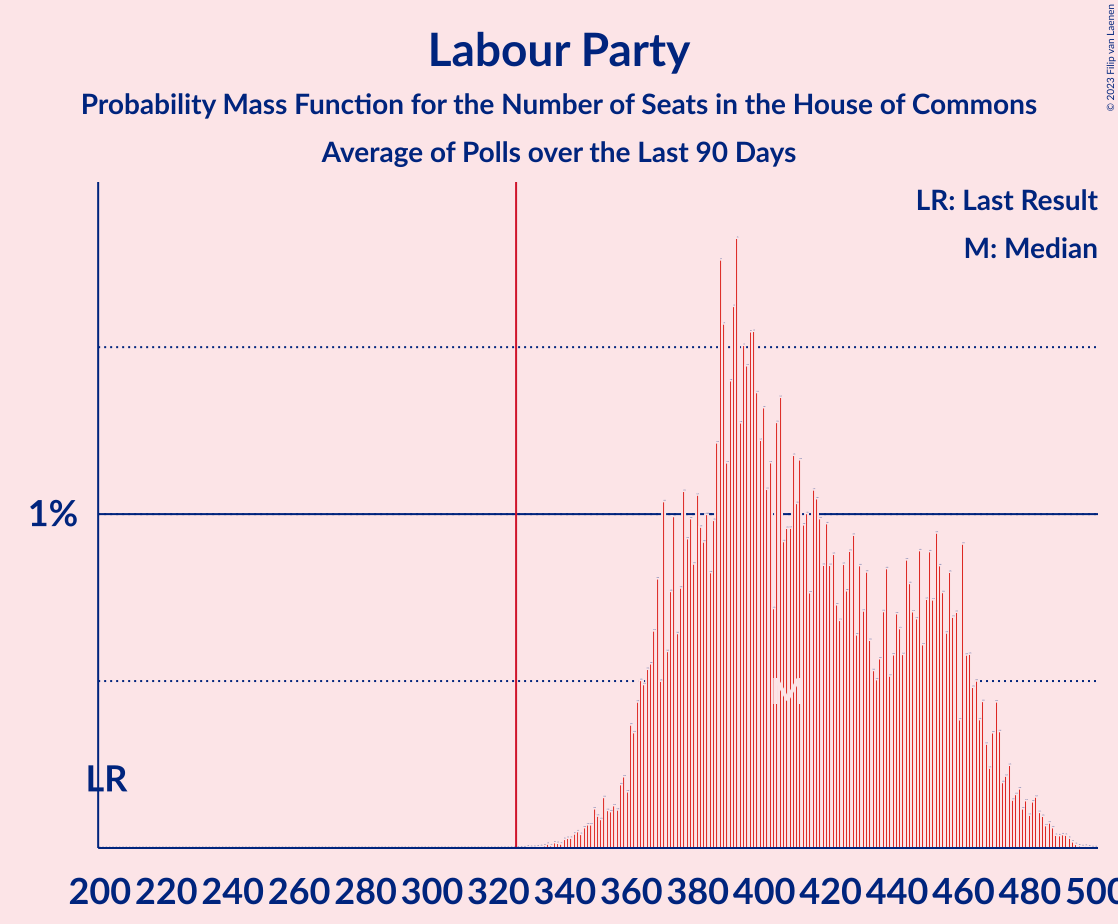 Labour Party
Probability Mass Function for the Number of Seats in the House of Commons
Average of Polls over the Last 90 Days
© 2023 Filip van Laenen
LR: Last Result
M: Median
1%
M
LR
200 220 240 260 280 300 320 340 360 380 400 420 440 460 480 500